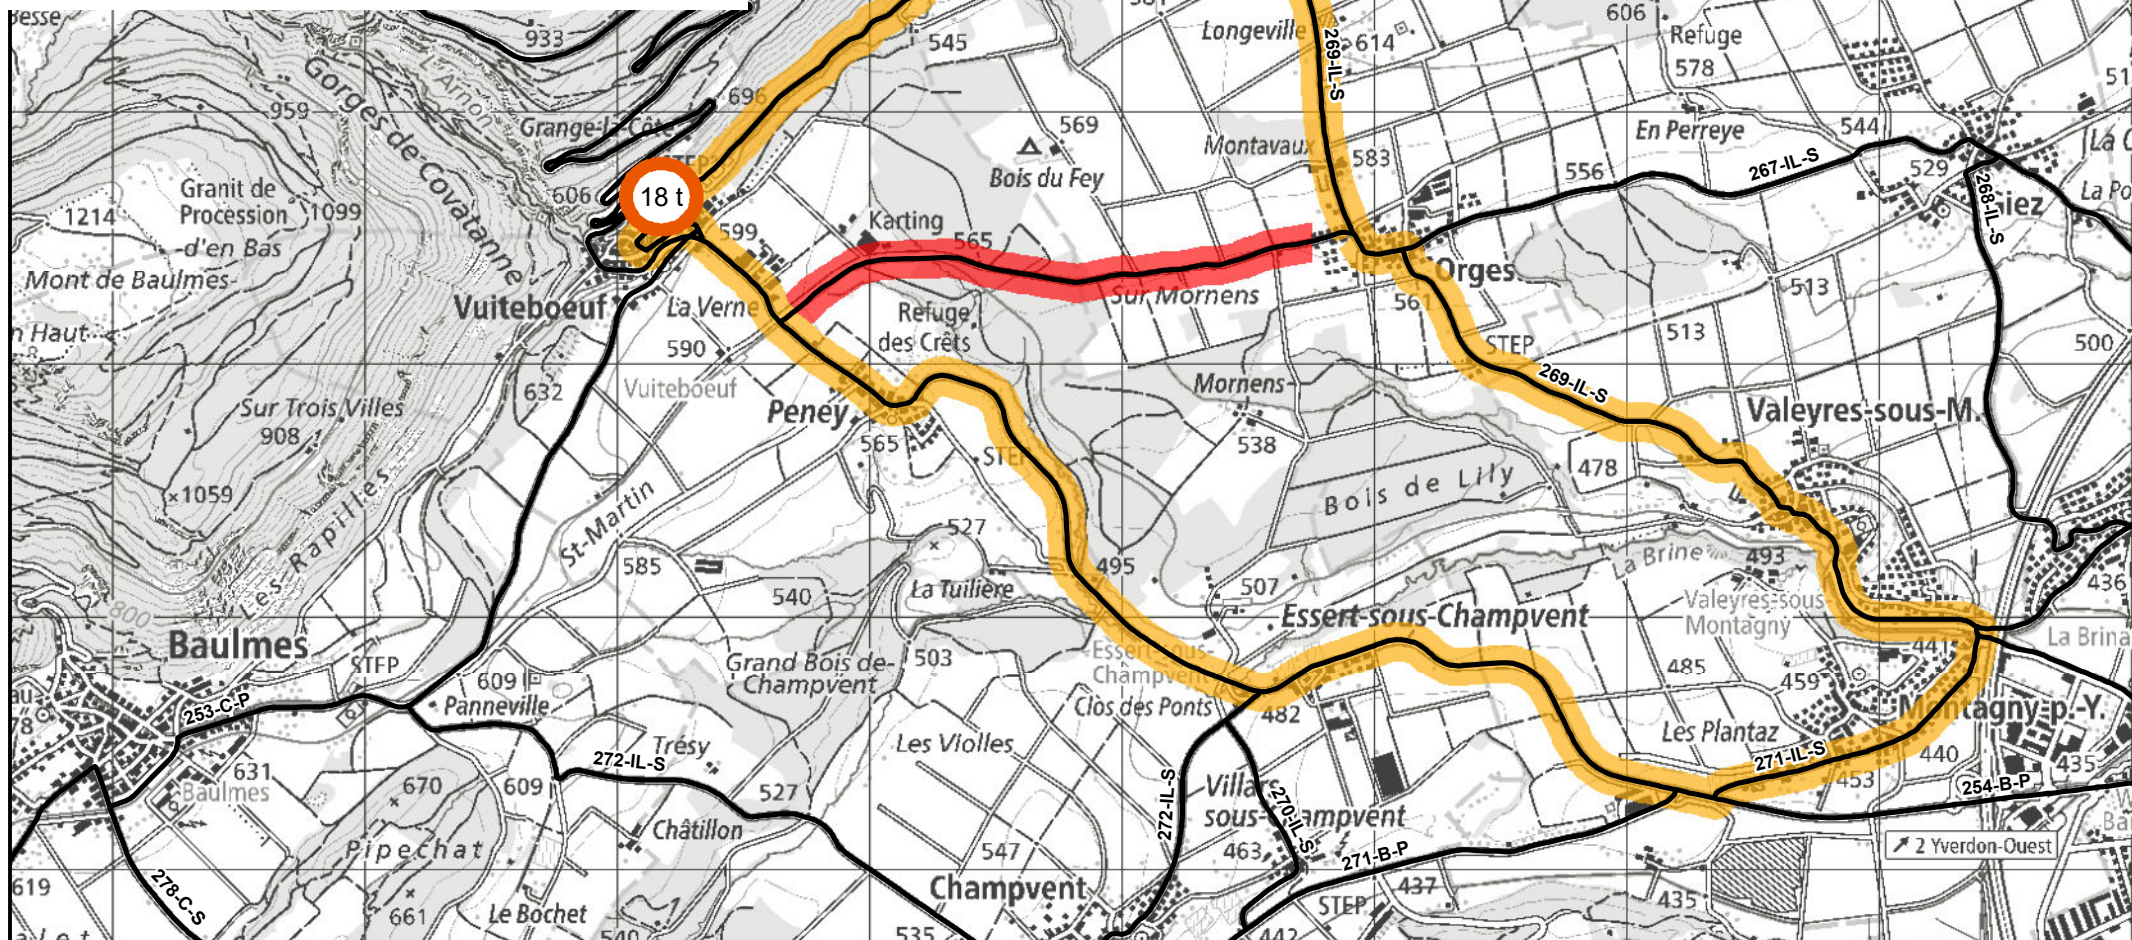 933
545
Longeville
269-IL-S
614
606
Refuge
578
Gorges de Covatanne
L'Arnon
959
696
Grange-la-Côte
569
Bois du Fey
Montavaux
583
En Perreye
544
556
267-IL-S
529
268-IL-S
Granit de
Procession
-d'en Bas
1214
1099
606
18 t
599
Karting
565
Mont de Baulmes
Vuiteboeuf
La Verne
Refuge
des Crêts
Sur Mornens
Orges
561
513
513
500
n Haut
590
632
Vuiteboeuf
STEP
269-IL-S
Mornens
538
Sur Trois Villes
908
Peney
565
Valeyres-sous-M.
478
Bois de Lily
1059
Les Rapilles
St-Martin
527
495
La Brine
493
585
540
La Tuilière
507
436
800
Essert-sous-Champvent
Valeyres-sous-
Montagny
La Brina
441
Baulmes
STEP
609
Panneville
Grand Bois de-
Champvent
503
Essert-sous-
Champvent
Clos des Ponts
482
485
459
Montagny-p.-Y.
253-C-P
Les Plantaz
271-IL-S
453
440
435
254-B-P
Trésy
272-IL-S
Les Violles
631
Baulmes
670
609
527
272-IL-S
270-IL-S
463
271-B-P
2 Yverdon-Ouest
Châtillon
Pipechat
547
Champvent
437
STEP
435
619
278-C-S
661
Le Bochet
540
535
442